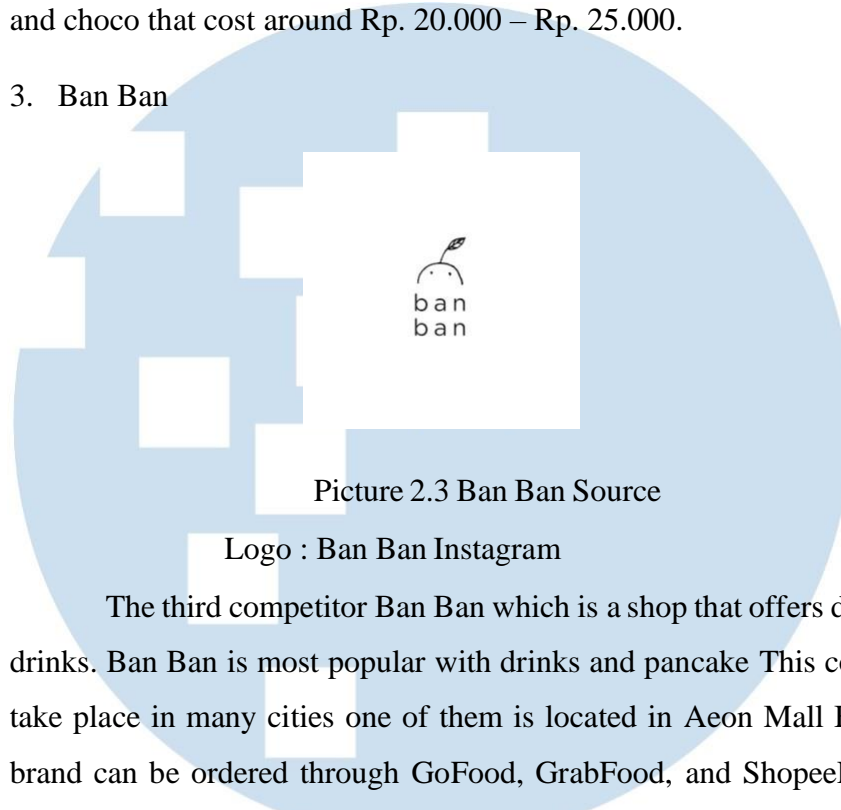 and choco that cost around Rp. 20.000 – Rp. 25.000.
3. Ban Ban
ban
ban
Picture 2.3 Ban Ban Source
Logo : Ban Ban Instagram
The third competitor Ban Ban which is a shop that offers
drinks. Ban Ban is most popular with drinks and pancake This
take place in many cities one of them is located in Aeon Mall
brand can be ordered through GoFood, GrabFood, and